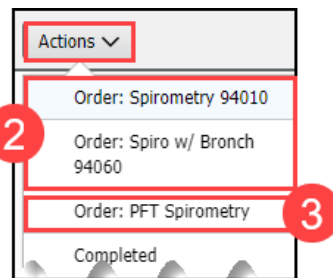 Actions
Order: Spirometry 94010
2
Order: Spiro w/ Bronch
94060
Order: PFT Spirometry
3
Completed